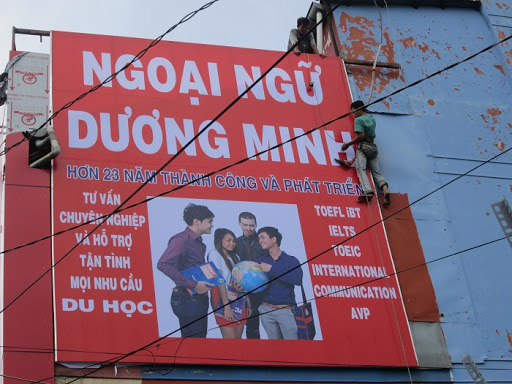 NGOẠI NGỮ
DƯƠNG MINH
HƠN 23 NĂM THÀNH CÔNG VÀ PHÁT TRIỂN
TƯ VẤN
CHUYÊN NGHIỆP
VÀ HỖ TRỢ
TẬN TÌNH
MỌI NHU CẦU
DU HỌC
TOEFL iBT
IELTS
TOEIC
INTERNATIONAL
COMMUNICATION
AVP